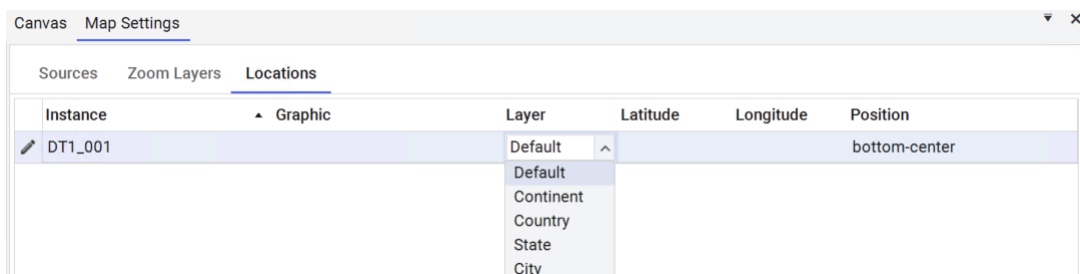 Canvas Map Settings
Sources Zoom Layers Locations
Instance Graphic Layer Latitude Longitude Position
DT1_001 Default bottom-center
Default
Continent
Country
State
City